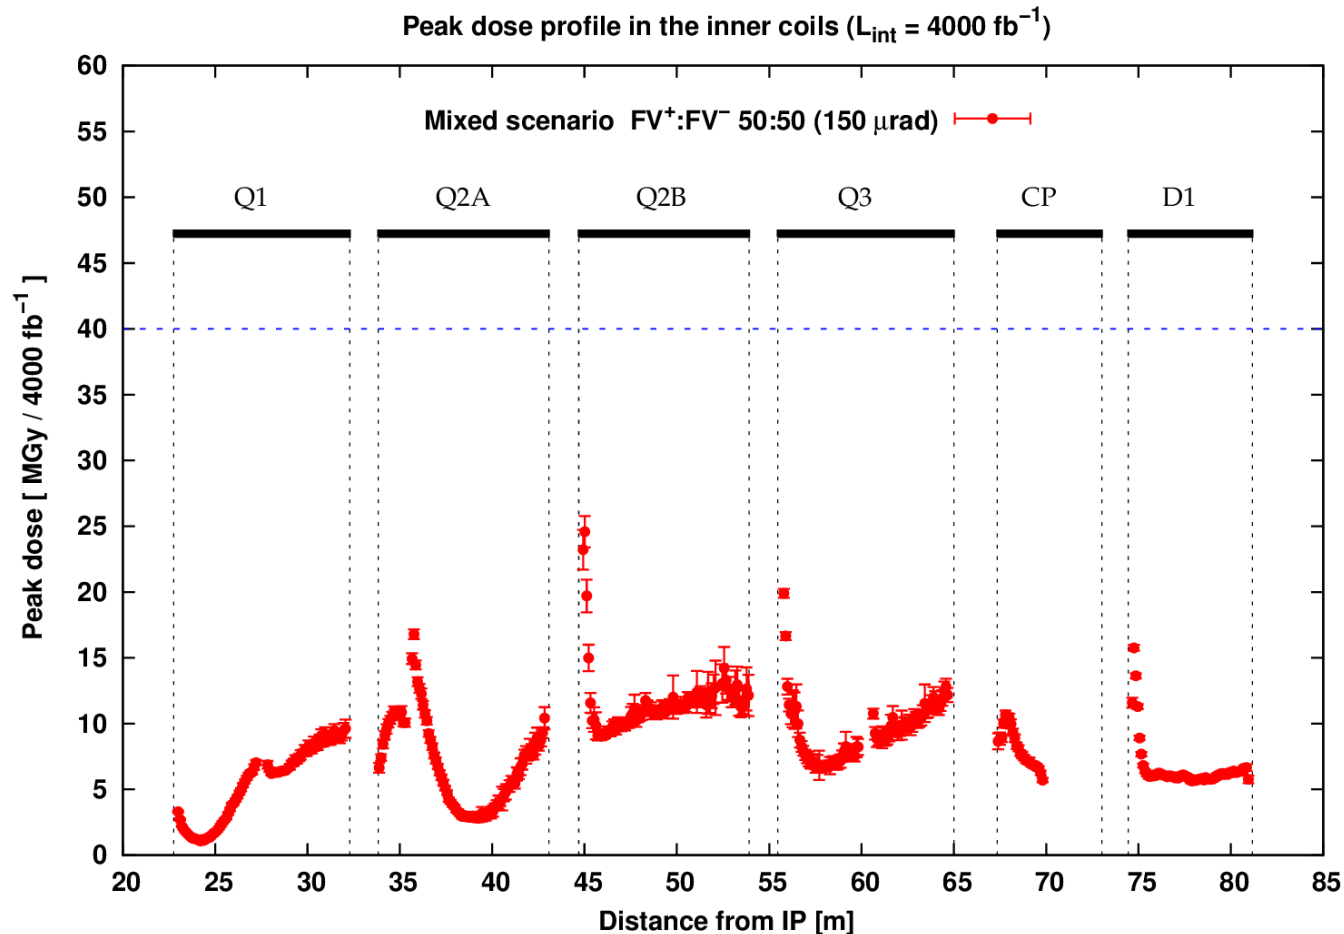 Peak dose profile in the inner coils (L_int = 4000 fb⁻¹)
Mixed scenario FV⁺:FV⁻ 50:50 (150 μrad)
Q1 Q2A Q2B Q3 CP D1
Peak dose [ MGy / 4000 fb⁻¹ ]
60
55
50
45
40
35
30
25
20
15
10
5
0
20 25 30 35 40 45 50 55 60 65 70 75 80 85
Distance from IP [m]